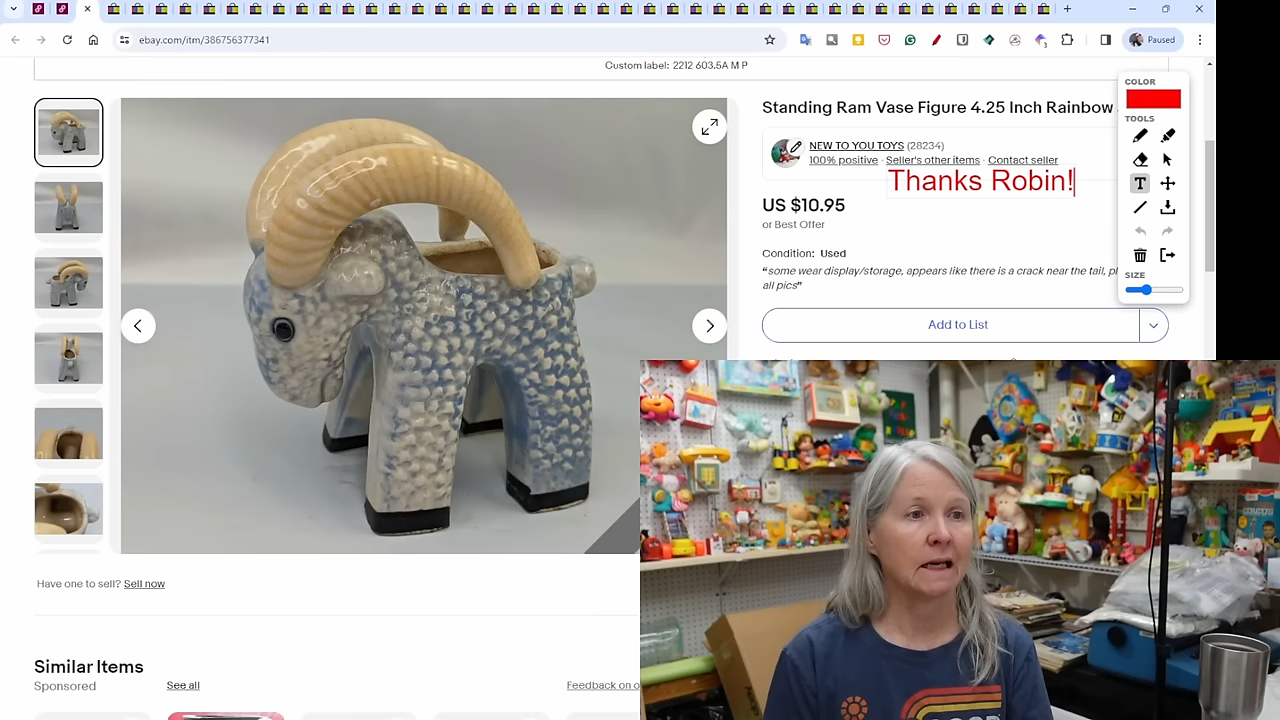 ebay.com/itm/386756377341
Paused
Custom label: 2212 603.5A M P
COLOR
TOOLS
T
SIZE
Standing Ram Vase Figure 4.25 Inch Rainbow
NEW TO YOU TOYS (28234)
100% positive · Seller's other items · Contact seller
Thanks Robin!
US $10.95
or Best Offer
Condition: Used
"some wear display/storage, appears like there is a crack near the tail,
all pics"
Add to List
Have one to sell? Sell now
Similar Items
Sponsored
See all
Feedback on
CIRCUS